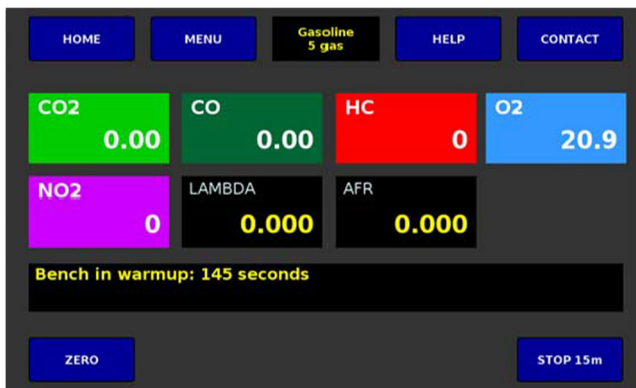 HOME
MENU
Gasoline
5 gas
HELP
CONTACT
CO2
0.00
CO
0.00
HC
0
O2
20.9
NO2
0
LAMBDA
0.000
AFR
0.000
Bench in warmup: 145 seconds
ZERO
STOP 15m